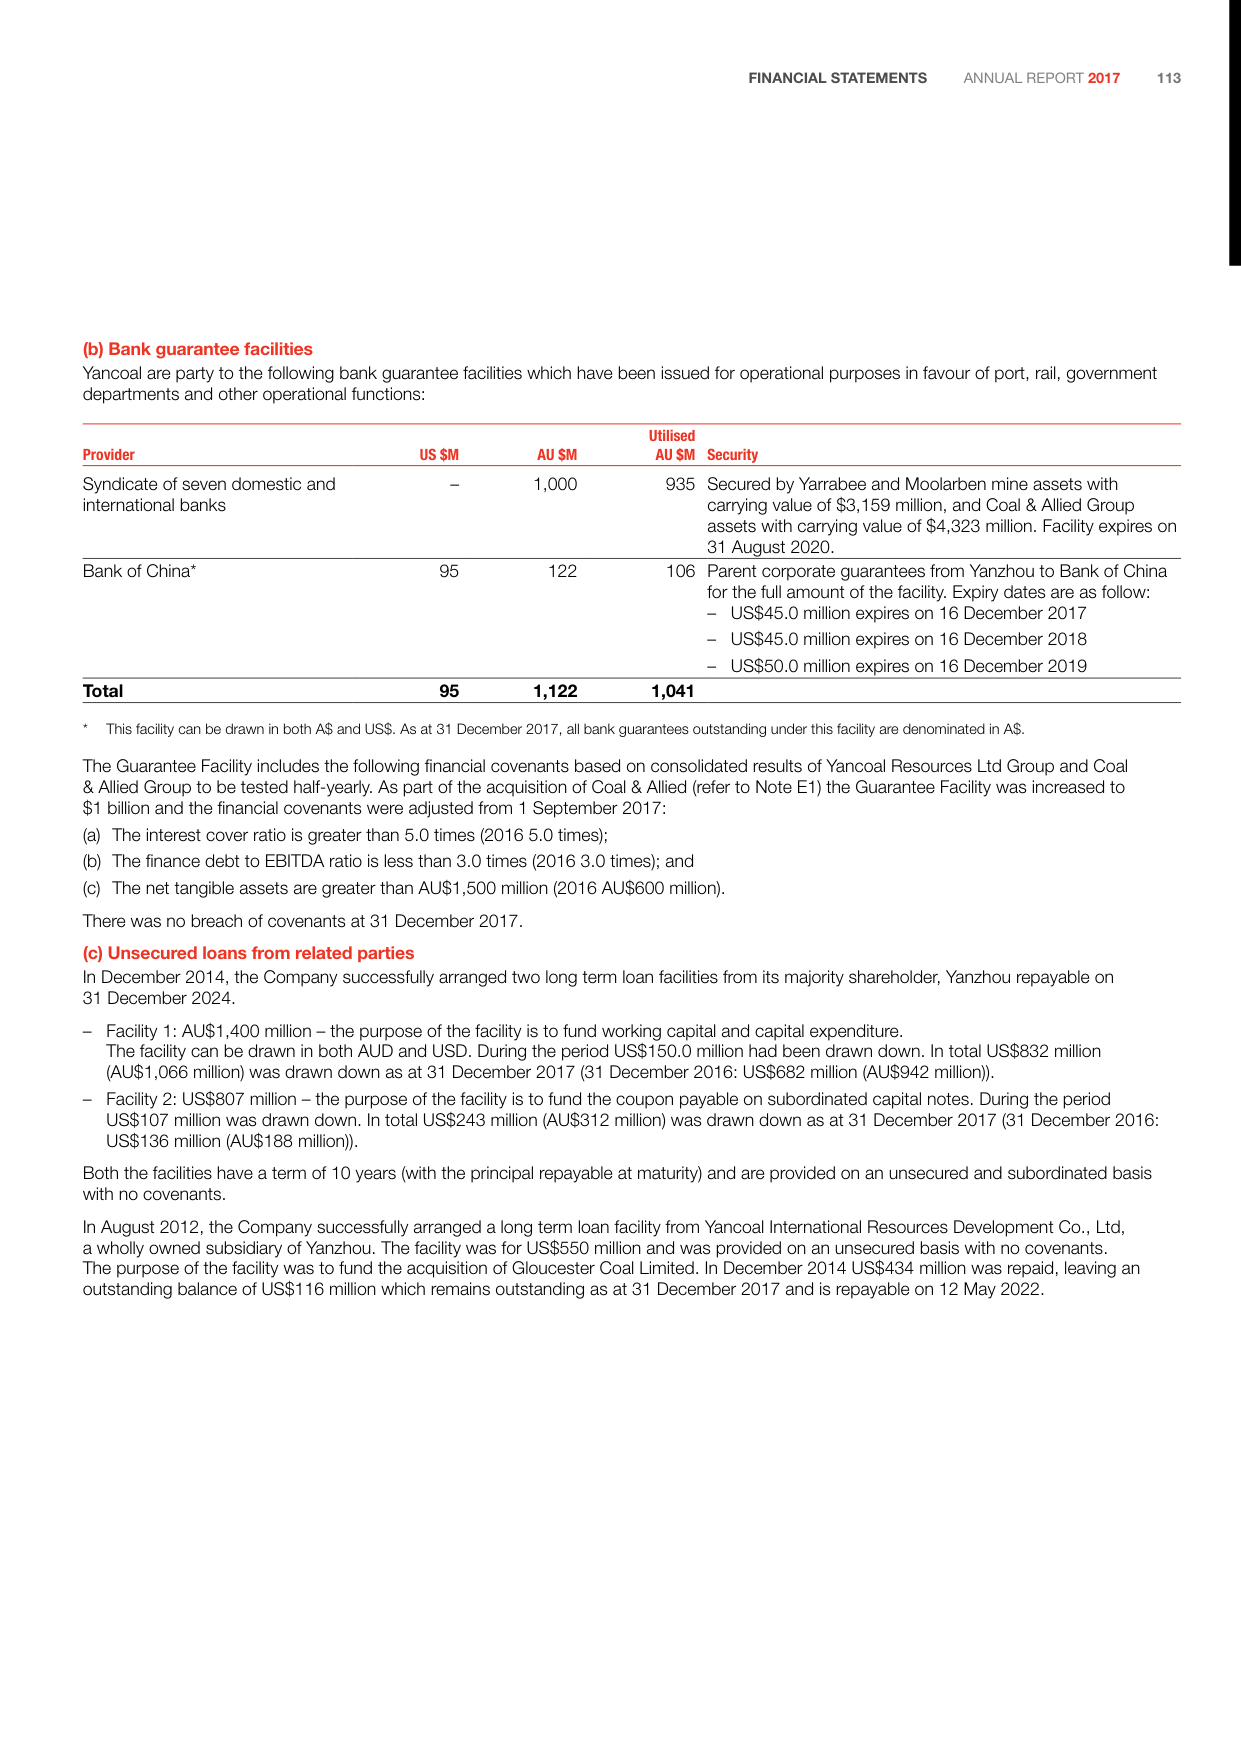 FINANCIAL STATEMENTS ANNUAL REPORT 2017 113
(b) Bank guarantee facilities
Yancoal are party to the following bank guarantee facilities which have been issued for operational purposes in favour of port, rail, government
departments and other operational functions:
Provider US $M AU $M Utilised AU $M Security
Syndicate of seven domestic and – 1,000 935 Secured by Yarrabee and Moolarben mine assets with
international banks carrying value of $3,159 million, and Coal & Allied Group
assets with carrying value of $4,323 million. Facility expires on
31 August 2020.
Bank of China* 95 122 106 Parent corporate guarantees from Yanzhou to Bank of China
for the full amount of the facility. Expiry dates are as follow:
– US$45.0 million expires on 16 December 2017
– US$45.0 million expires on 16 December 2018
– US$50.0 million expires on 16 December 2019
Total 95 1,122 1,041
* This facility can be drawn in both A$ and US$. As at 31 December 2017, all bank guarantees outstanding under this facility are denominated in A$.
The Guarantee Facility includes the following financial covenants based on consolidated results of Yancoal Resources Ltd Group and Coal
& Allied Group to be tested half-yearly. As part of the acquisition of Coal & Allied (refer to Note E1) the Guarantee Facility was increased to
$1 billion and the financial covenants were adjusted from 1 September 2017:
(a) The interest cover ratio is greater than 5.0 times (2016 5.0 times);
(b) The finance debt to EBITDA ratio is less than 3.0 times (2016 3.0 times); and
(c) The net tangible assets are greater than AU$1,500 million (2016 AU$600 million).
There was no breach of covenants at 31 December 2017.
(c) Unsecured loans from related parties
In December 2014, the Company successfully arranged two long term loan facilities from its majority shareholder, Yanzhou repayable on
31 December 2024.
– Facility 1: AU$1,400 million – the purpose of the facility is to fund working capital and capital expenditure.
The facility can be drawn in both AUD and USD. During the period US$150.0 million had been drawn down. In total US$832 million
(AU$1,066 million) was drawn down as at 31 December 2017 (31 December 2016: US$682 million (AU$942 million)).
– Facility 2: US$807 million – the purpose of the facility is to fund the coupon payable on subordinated capital notes. During the period
US$107 million was drawn down. In total US$243 million (AU$312 million) was drawn down as at 31 December 2017 (31 December 2016:
US$136 million (AU$188 million)).
Both the facilities have a term of 10 years (with the principal repayable at maturity) and are provided on an unsecured and subordinated basis
with no covenants.
In August 2012, the Company successfully arranged a long term loan facility from Yancoal International Resources Development Co., Ltd,
a wholly owned subsidiary of Yanzhou. The facility was for US$550 million and was provided on an unsecured basis with no covenants.
The purpose of the facility was to fund the acquisition of Gloucester Coal Limited. In December 2014 US$434 million was repaid, leaving an
outstanding balance of US$116 million which remains outstanding as at 31 December 2017 and is repayable on 12 May 2022.